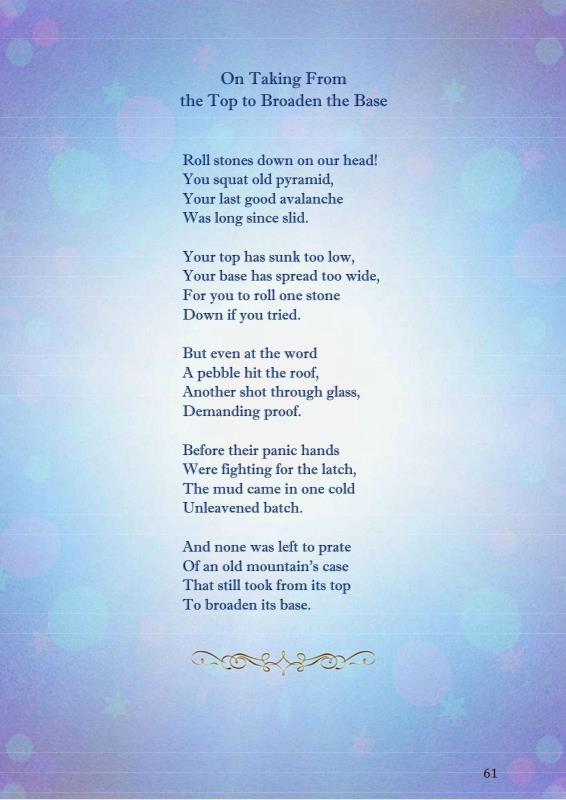 On Taking From
the Top to Broaden the Base
Roll stones down on our head!
You squat old pyramid,
Your last good avalanche
Was long since slid.
Your top has sunk too low,
Your base has spread too wide,
For you to roll one stone
Down if you tried.
But even at the word
A pebble hit the roof,
Another shot through glass,
Demanding proof.
Before their panic hands
Were fighting for the latch,
The mud came in one cold
Unleavened batch.
And none was left to prate
Of an old mountain's case
That still took from its top
To broaden its base.
61